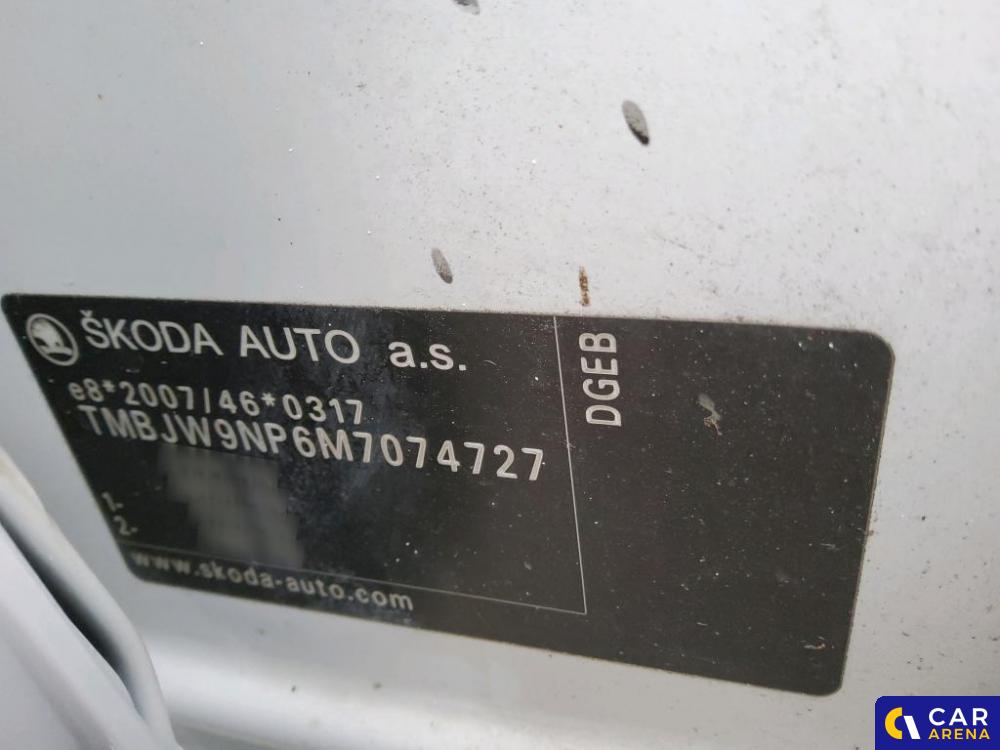 ŠKODA AUTO a.s.
e8*2007/46*0317
TMBJW9NP6M7074727
1.
2-
www.skoda-auto.com
DGEB
CAR
ARENA